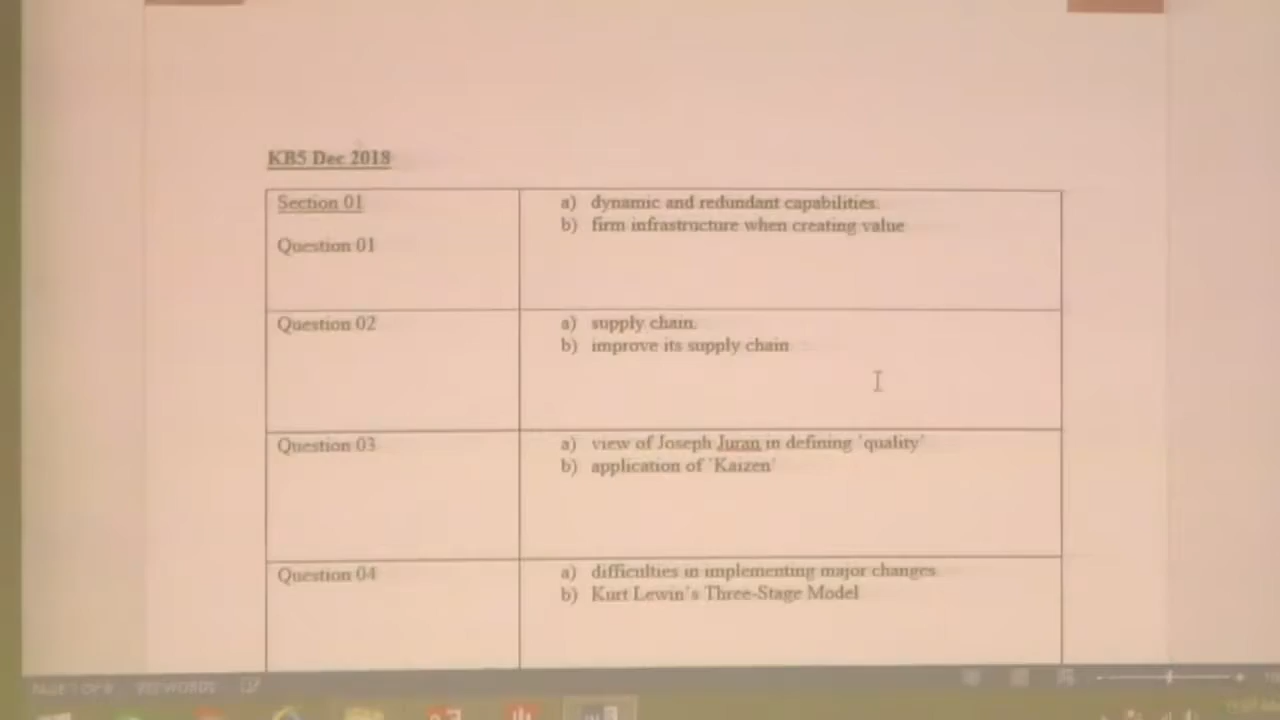 KB5 Dec 2018
Section 01
Question 01
a) dynamic and redundant capabilities.
b) firm infrastructure when creating value
Question 02
a) supply chain.
b) improve its supply chain
Question 03
a) view of Joseph Juran in defining 'quality'
b) application of 'Kaizen'
Question 04
a) difficulties in implementing major changes
b) Kurt Lewin's Three-Stage Model